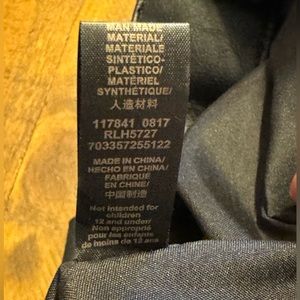 MAN MADE
MATERIAL/
MATERIALE
SINTÉTICO-
PLASTICO/
MATÉRIEL
SYNTHÉTIQUE/
人造材料
117841 0817
RLH5727
703357255122
MADE IN CHINA/
HECHO EN CHINA/
FABRIQUE
EN CHINE/
中国制造
Not intended for
children
12 and under/
Non approprié
pour les enfants
de moins de 12 ans